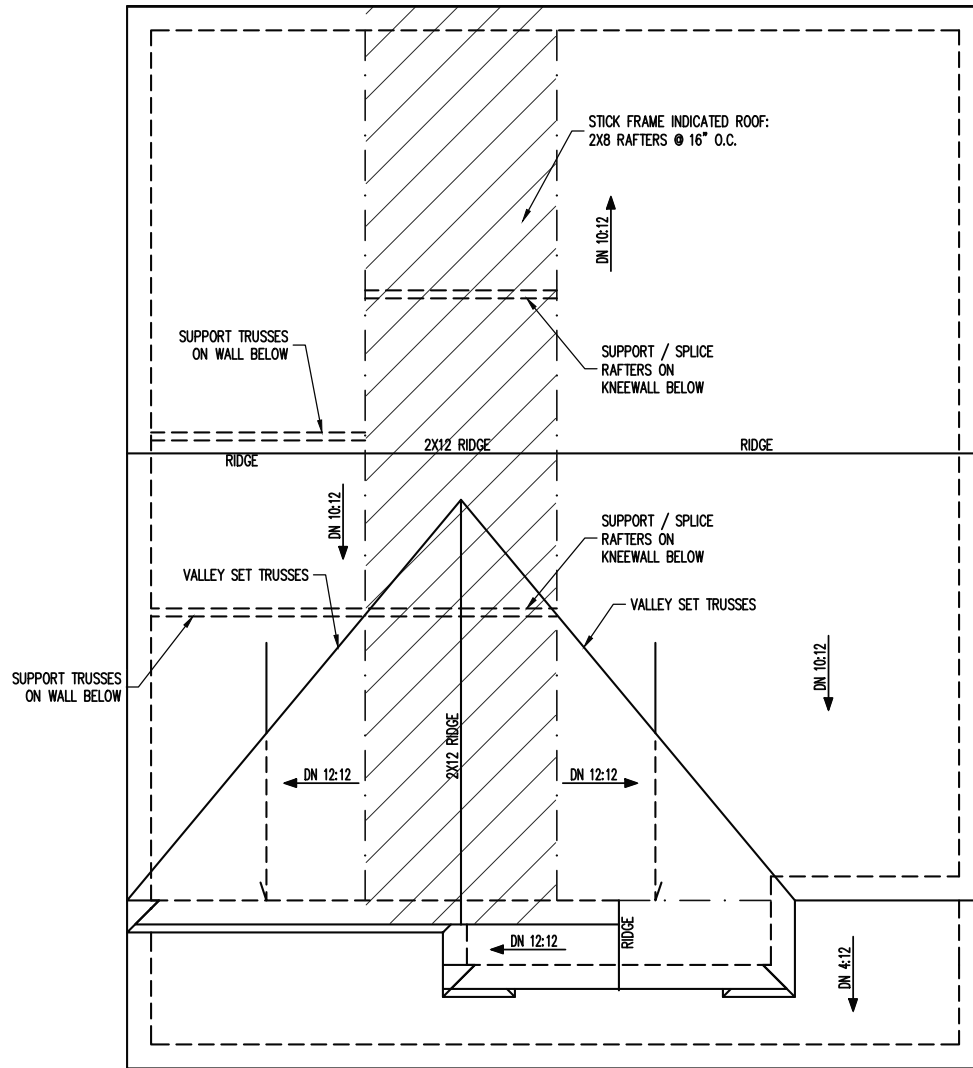 STICK FRAME INDICATED ROOF:
2X8 RAFTERS @ 16" O.C.
DN 10:12
SUPPORT TRUSSES
ON WALL BELOW
SUPPORT / SPLICE
RAFTERS ON
KNEEWALL BELOW
2X12 RIDGE
RIDGE
RIDGE
DN 10:12
SUPPORT / SPLICE
RAFTERS ON
KNEEWALL BELOW
VALLEY SET TRUSSES
VALLEY SET TRUSSES
SUPPORT TRUSSES
ON WALL BELOW
DN 10:12
2X12 RIDGE
DN 12:12
DN 12:12
RIDGE
DN 12:12
DN 4:12